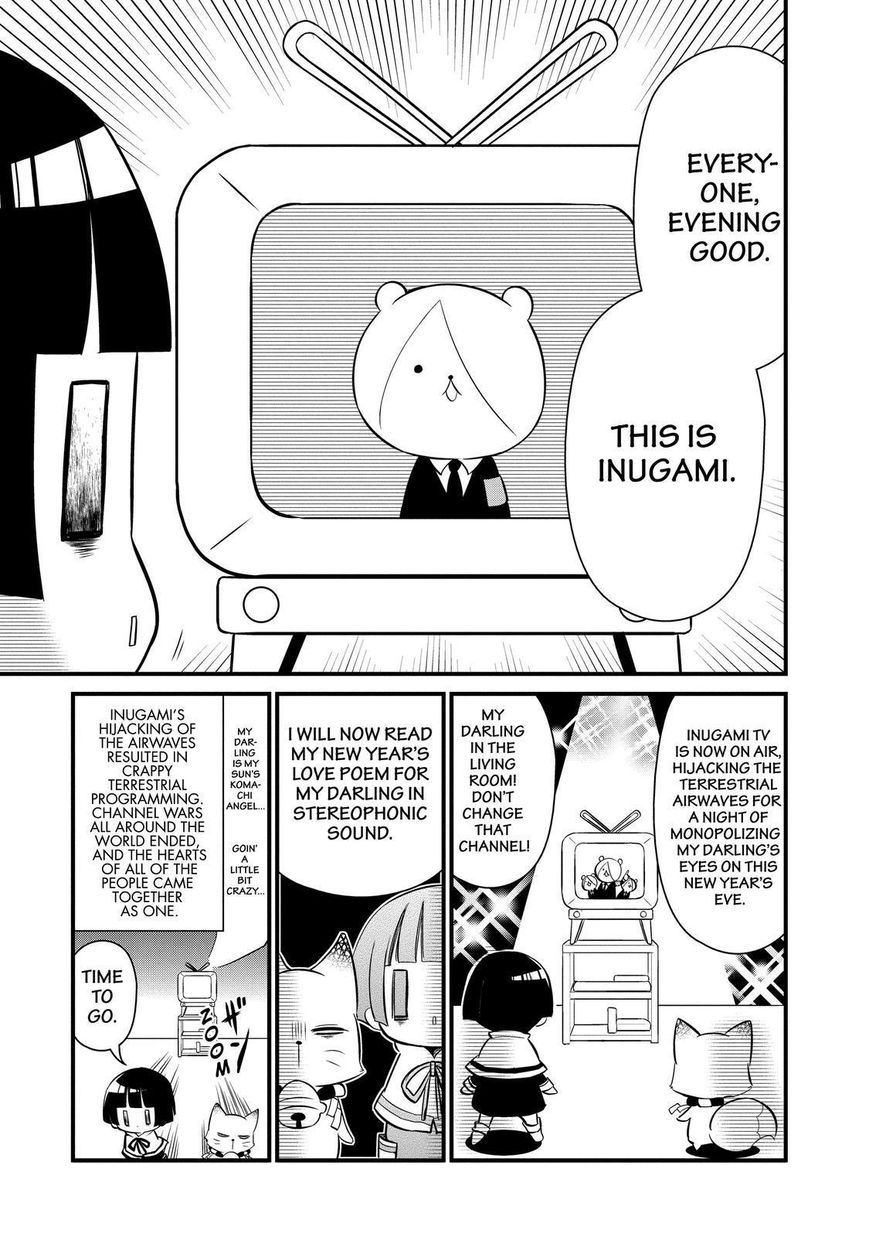 EVERY-
ONE,
EVENING
GOOD.
THIS IS
INUGAMI.
INUGAMI TV
IS NOW ON AIR,
HIJACKING THE
TERRESTRIAL
AIRWAVES FOR
A NIGHT OF
MONOPOLIZING
MY DARLING'S
EYES ON THIS
NEW YEAR'S
EVE.
MY
DARLING
IN THE
LIVING
ROOM!
DON'T
CHANGE
THAT
CHANNEL!
I WILL NOW READ
MY NEW YEAR'S
LOVE POEM FOR
MY DARLING IN
STEREOPHONIC
SOUND.
MY
DAR-
LING
IS MY
SUN'S
KOMA-
CHI
ANGEL...
GOIN'
A
LITTLE
BIT
CRAZY...
INUGAMI'S
HIJACKING OF
THE AIRWAVES
RESULTED IN
CRAPPY
TERRESTRIAL
PROGRAMMING.
CHANNEL WARS
ALL AROUND THE
WORLD ENDED,
AND THE HEARTS
OF ALL OF THE
PEOPLE CAME
TOGETHER
AS ONE.
ザーッ
ZOOM
TIME
TO
GO.